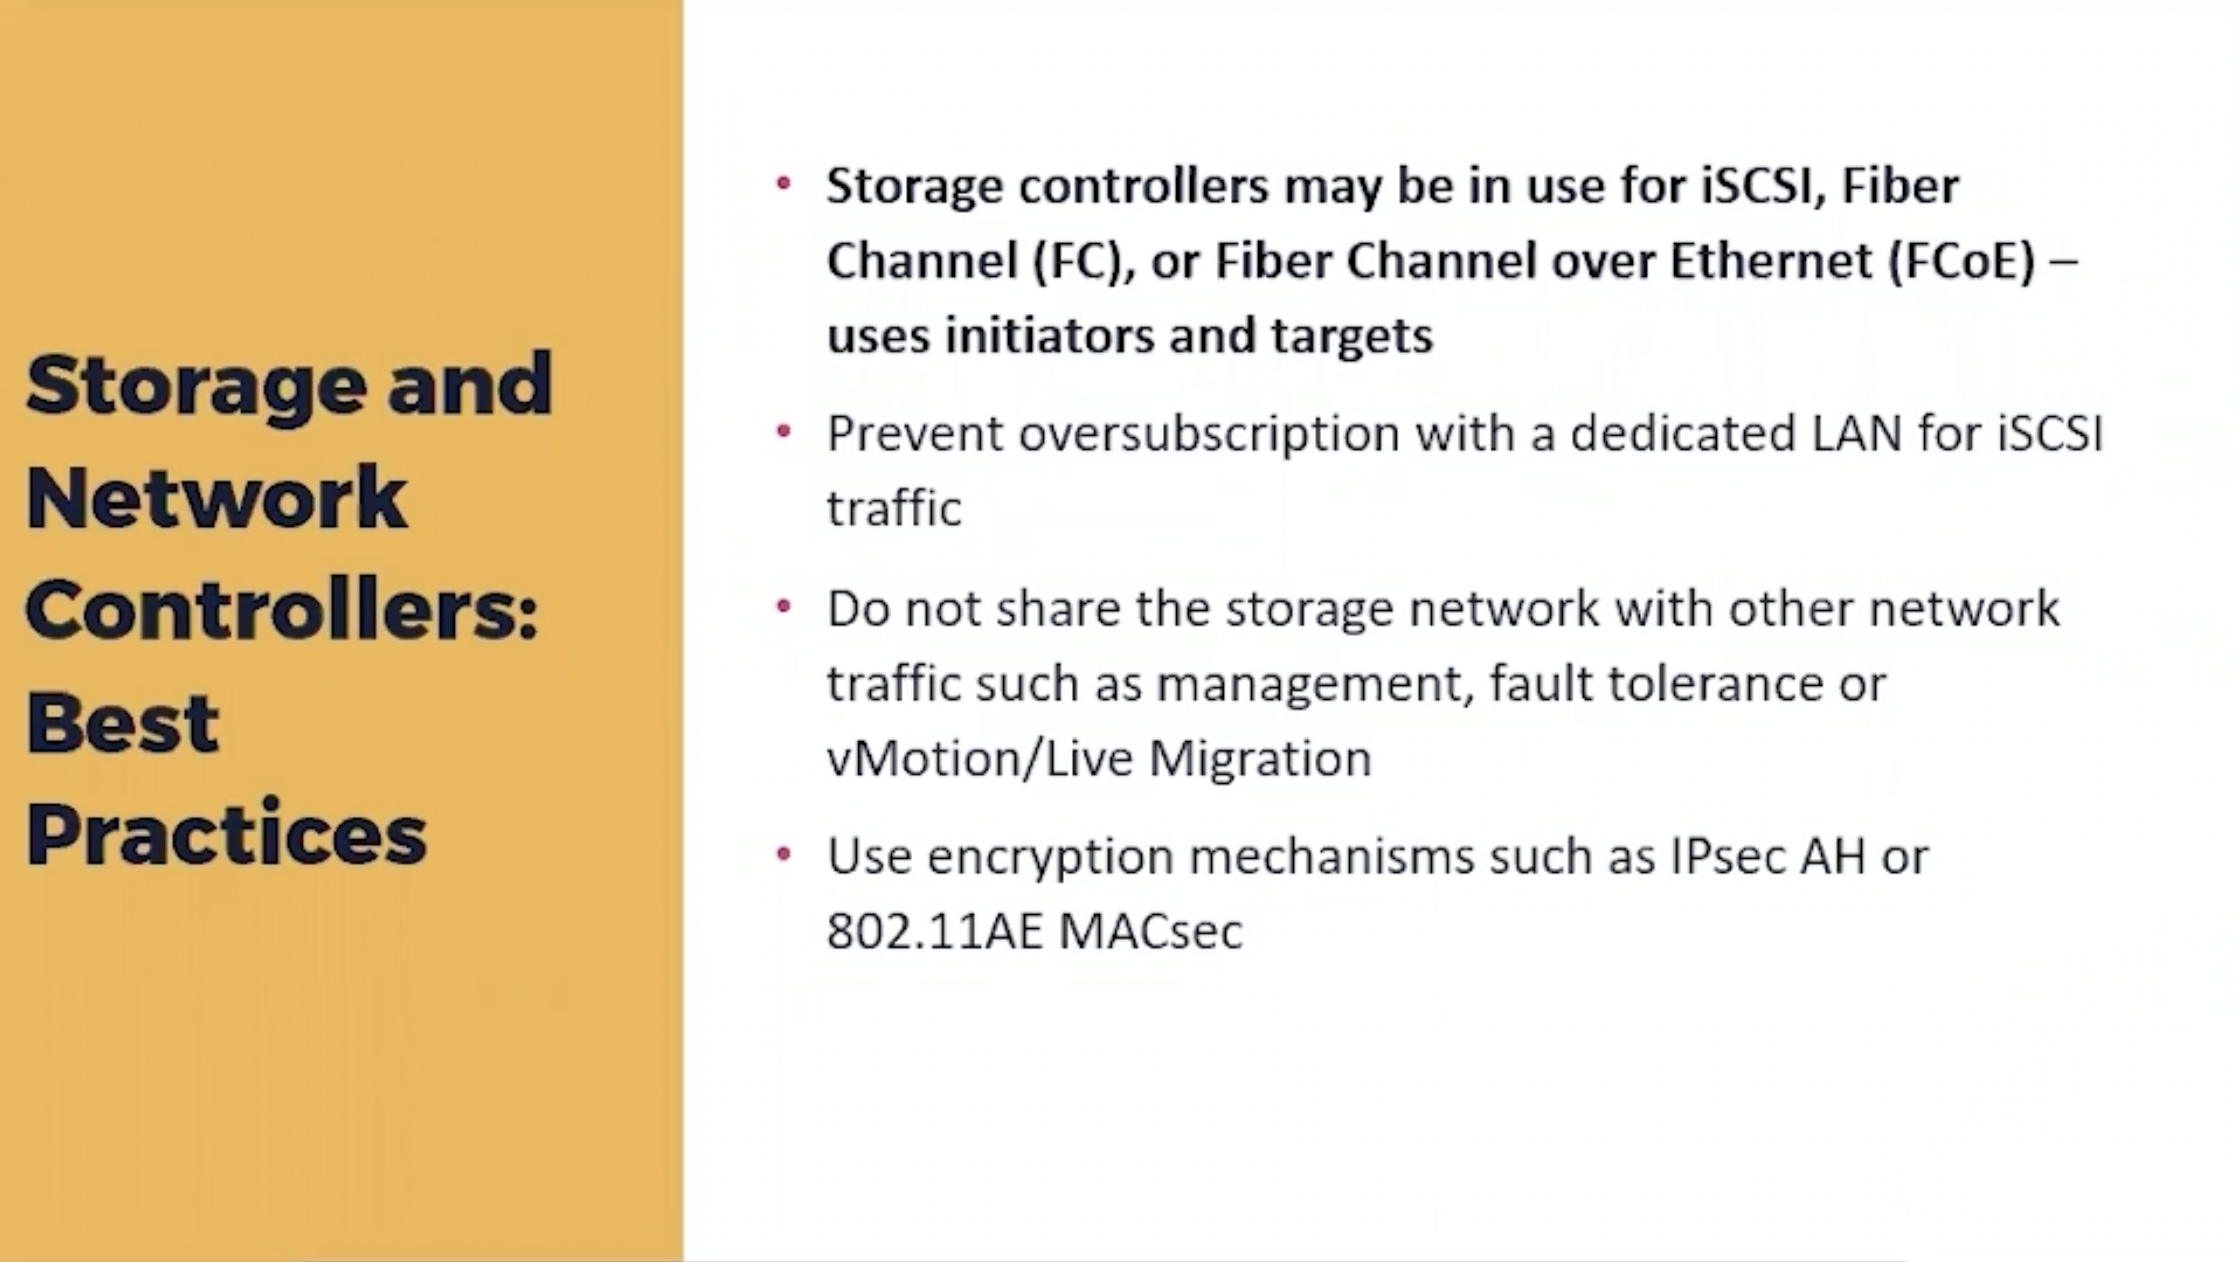 Storage and
Network
Controllers:
Best
Practices
• Storage controllers may be in use for iSCSI, Fiber
Channel (FC), or Fiber Channel over Ethernet (FCoE) –
uses initiators and targets
• Prevent oversubscription with a dedicated LAN for iSCSI
traffic
• Do not share the storage network with other network
traffic such as management, fault tolerance or
vMotion/Live Migration
• Use encryption mechanisms such as IPsec AH or
802.11AE MACsec